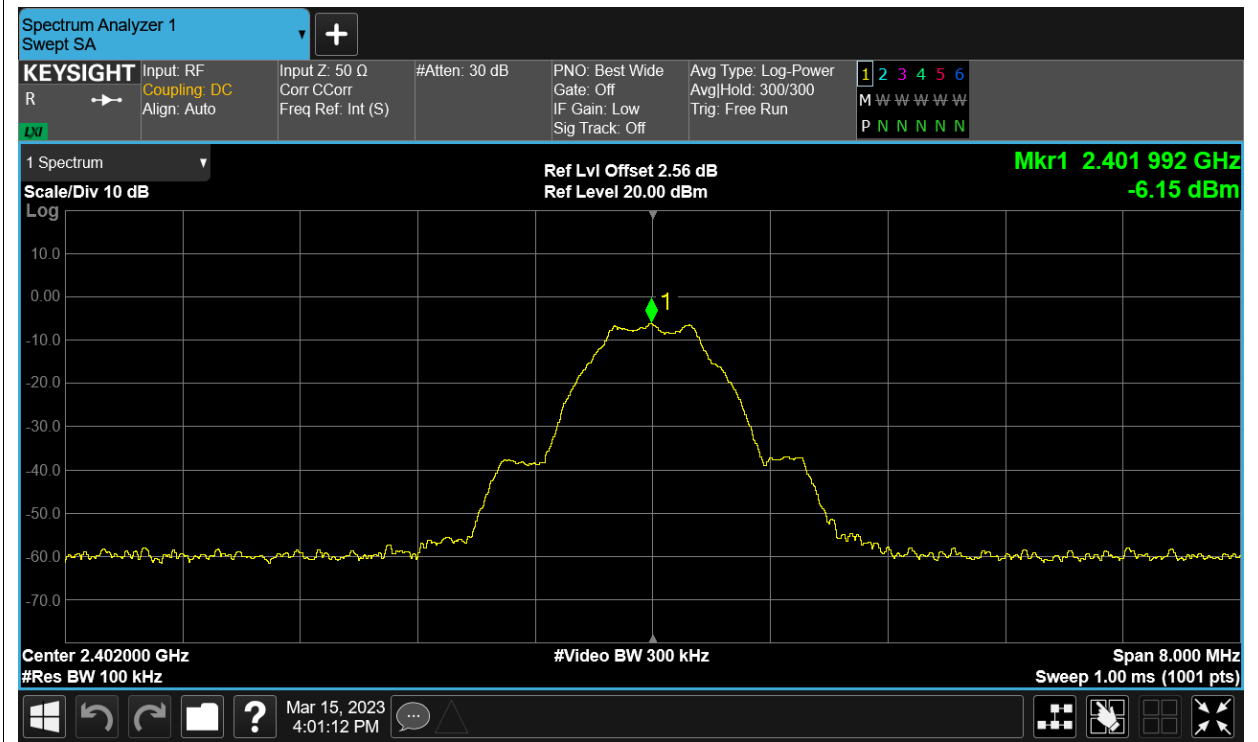 Spectrum Analyzer 1
Swept SA
+
KEYSIGHT
R
LXI
Input: RF
Coupling: DC
Align: Auto
Input Z: 50 Ω
Corr CCorr
Freq Ref: Int (S)
#Atten: 30 dB
PNO: Best Wide
Gate: Off
IF Gain: Low
Sig Track: Off
Avg Type: Log-Power
Avg|Hold: 300/300
Trig: Free Run
1 2 3 4 5 6
M W W W W W
P N N N N N
1 Spectrum
Scale/Div 10 dB
Log
Ref Lvl Offset 2.56 dB
Ref Level 20.00 dBm
Mkr1 2.401 992 GHz
-6.15 dBm
1
10.0
0.00
-10.0
-20.0
-30.0
-40.0
-50.0
-60.0
-70.0
Center 2.402000 GHz
#Res BW 100 kHz
#Video BW 300 kHz
Span 8.000 MHz
Sweep 1.00 ms (1001 pts)
?
Mar 15, 2023
4:01:12 PM